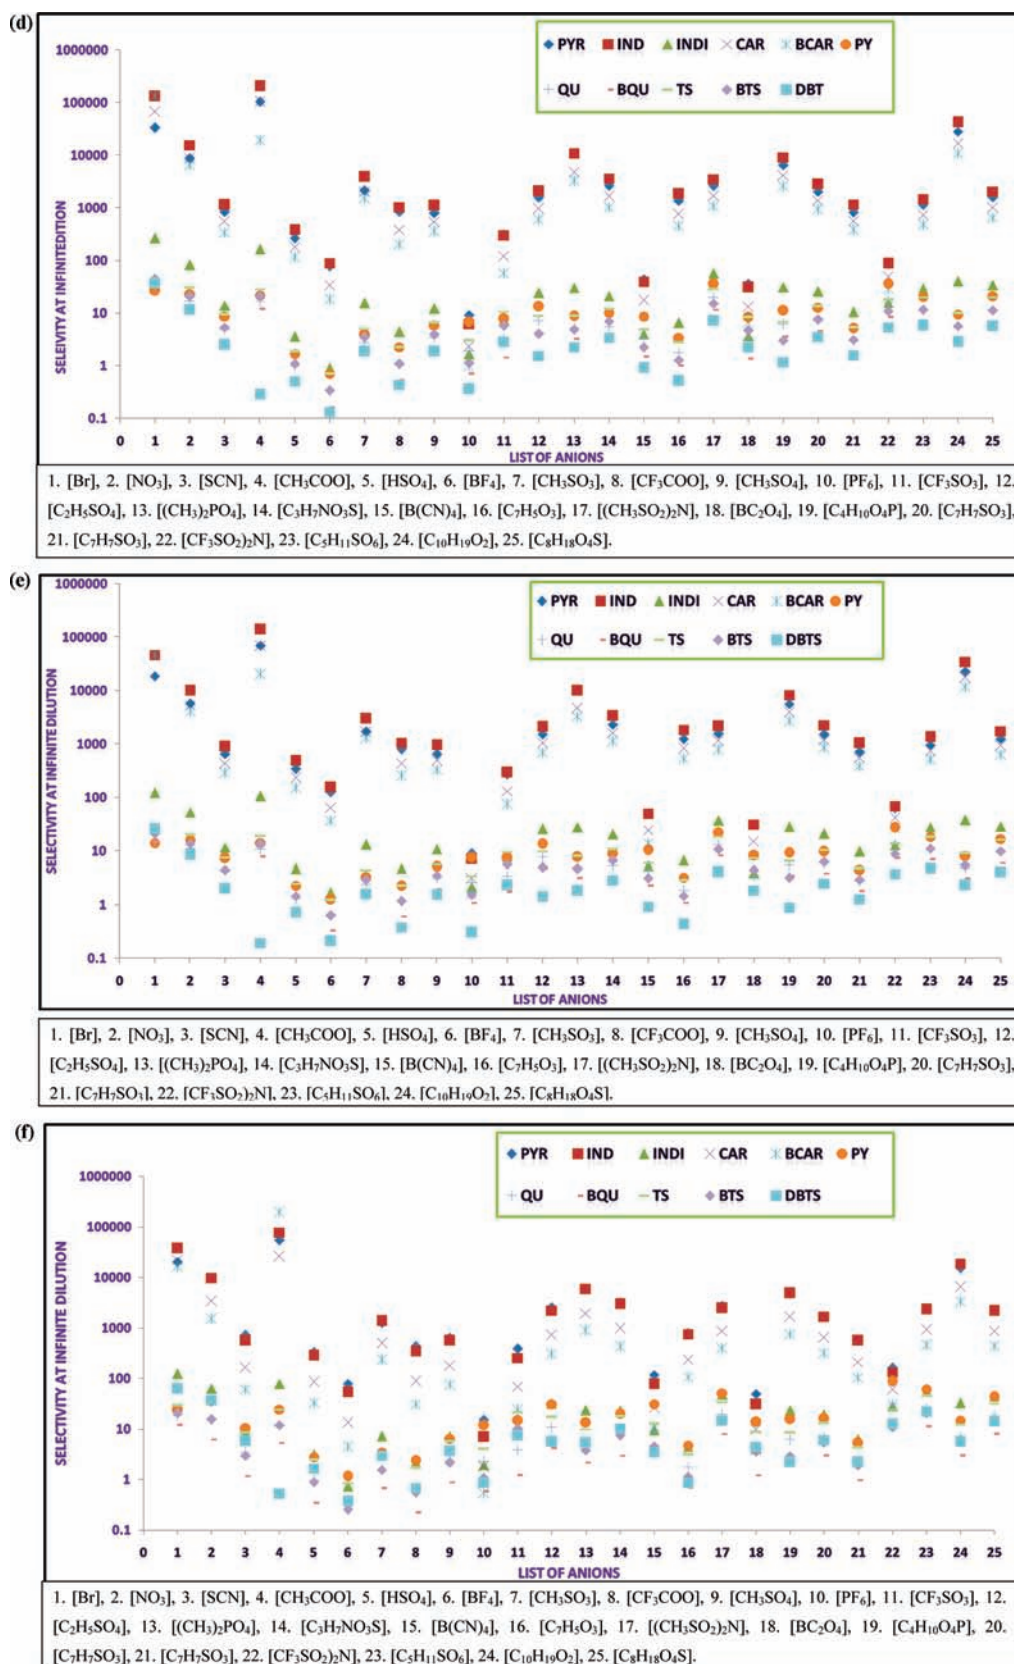 (d)
1000000
PYR IND INDI CAR BCAR PY
100000
QU BQU TS BTS DBT
10000
1000
100
10
1
0.1
SELEIVITY AT INFINITEDITION
0 1 2 3 4 5 6 7 8 9 10 11 12 13 14 15 16 17 18 19 20 21 22 23 24 25
LIST OF ANIONS
1. [Br], 2. [NO₃], 3. [SCN], 4. [CH₃COO], 5. [HSO₄], 6. [BF₄], 7. [CH₃SO₃], 8. [CF₃COO], 9. [CH₃SO₄], 10. [PF₆], 11. [CF₃SO₃], 12.
[C₂H₅SO₄], 13. [(CH₃)₂PO₄], 14. [C₃H₇NO₃S], 15. [B(CN)₄], 16. [C₇H₅O₃], 17. [(CH₃SO₂)₂N], 18. [BC₂O₄], 19. [C₄H₁₀O₄P], 20. [C₇H₇SO₃],
21. [C₇H₇SO₃], 22. [CF₃SO₂)₂N], 23. [C₅H₁₁SO₆], 24. [C₁₀H₁₉O₂], 25. [C₈H₁₈O₄S].
(e)
1000000
PYR IND INDI CAR BCAR PY
100000
QU BQU TS BTS DBTS
10000
1000
100
10
1
0.1
SELECTIVITY AT INFINITE DILUTION
0 1 2 3 4 5 6 7 8 9 10 11 12 13 14 15 16 17 18 19 20 21 22 23 24 25
LIST OF ANIONS
1. [Br], 2. [NO₃], 3. [SCN], 4. [CH₃COO], 5. [HSO₄], 6. [BF₄], 7. [CH₃SO₃], 8. [CF₃COO], 9. [CH₃SO₄], 10. [PF₆], 11. [CF₃SO₃], 12.
[C₂H₅SO₄], 13. [(CH₃)₂PO₄], 14. [C₃H₇NO₃S], 15. [B(CN)₄], 16. [C₇H₅O₃], 17. [(CH₃SO₂)₂N], 18. [BC₂O₄], 19. [C₄H₁₀O₄P], 20. [C₇H₇SO₃],
21. [C₇H₇SO₃], 22. [CF₃SO₂)₂N], 23. [C₅H₁₁SO₆], 24. [C₁₀H₁₉O₂], 25. [C₈H₁₈O₄S].
(f)
PYR IND INDI CAR BCAR PY
1000000
QU BQU TS BTS DBTS
100000
10000
1000
100
10
1
0.1
SELECTIVITY AT INFINITE DILUTION
0 1 2 3 4 5 6 7 8 9 10 11 12 13 14 15 16 17 18 19 20 21 22 23 24 25
LIST OF ANIONS
1. [Br], 2. [NO₃], 3. [SCN], 4. [CH₃COO], 5. [HSO₄], 6. [BF₄], 7. [CH₃SO₃], 8. [CF₃COO], 9. [CH₃SO₄], 10. [PF₆], 11. [CF₃SO₃], 12.
[C₂H₅SO₄], 13. [(CH₃)₂PO₄], 14. [C₃H₇NO₃S], 15. [B(CN)₄], 16. [C₇H₅O₃], 17. [(CH₃SO₂)₂N], 18. [BC₂O₄], 19. [C₄H₁₀O₄P], 20.
[C₇H₇SO₃], 21. [C₇H₇SO₃], 22. [CF₃SO₂)₂N], 23. [C₅H₁₁SO₆], 24. [C₁₀H₁₉O₂], 25. [C₈H₁₈O₄S].